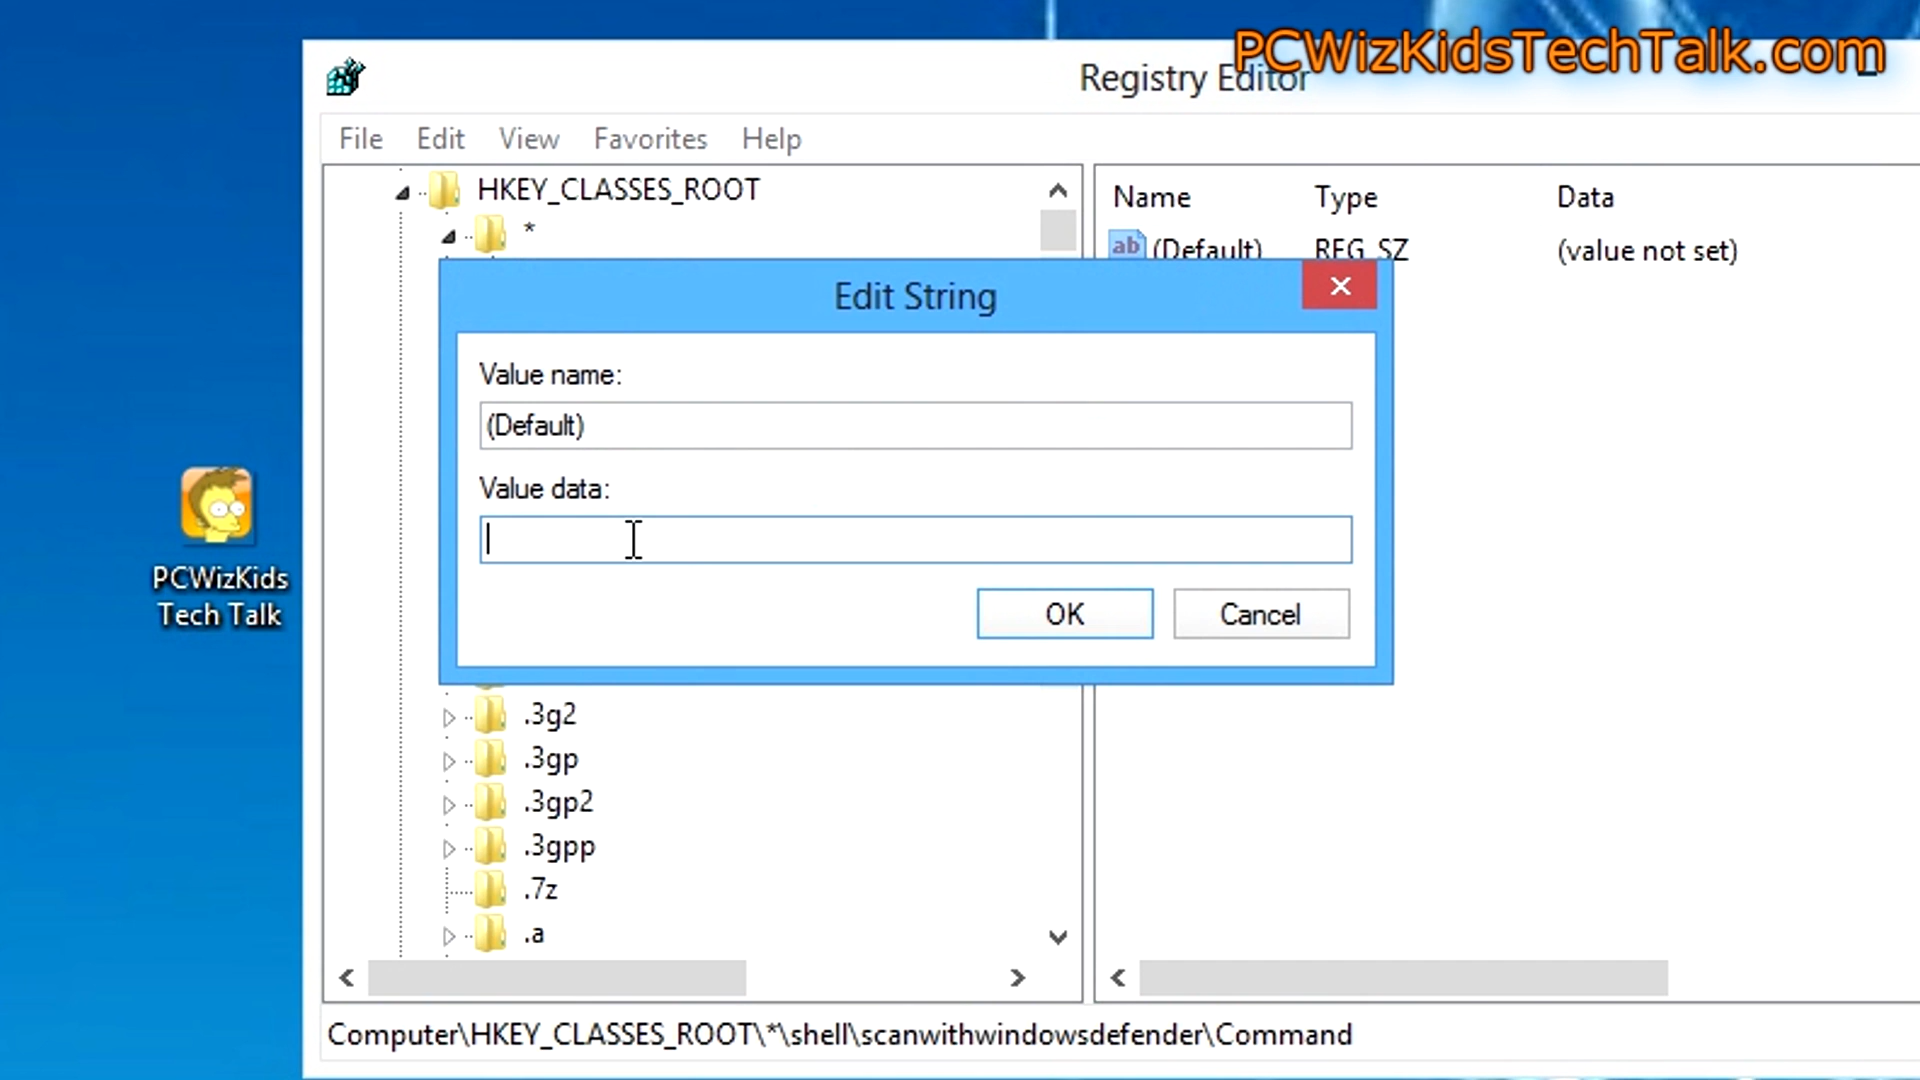 PCWizKidsTechTalk.com
Registry Editor
File Edit View Favorites Help
HKEY_CLASSES_ROOT
*
Name Type Data
ab (Default) REG_SZ (value not set)
Edit String
Value name:
(Default)
Value data:
OK Cancel
PCWizKids
Tech Talk
.3g2
.3gp
.3gp2
.3gpp
.7z
.a
Computer\HKEY_CLASSES_ROOT\*\shell\scanwithwindowsdefender\Command